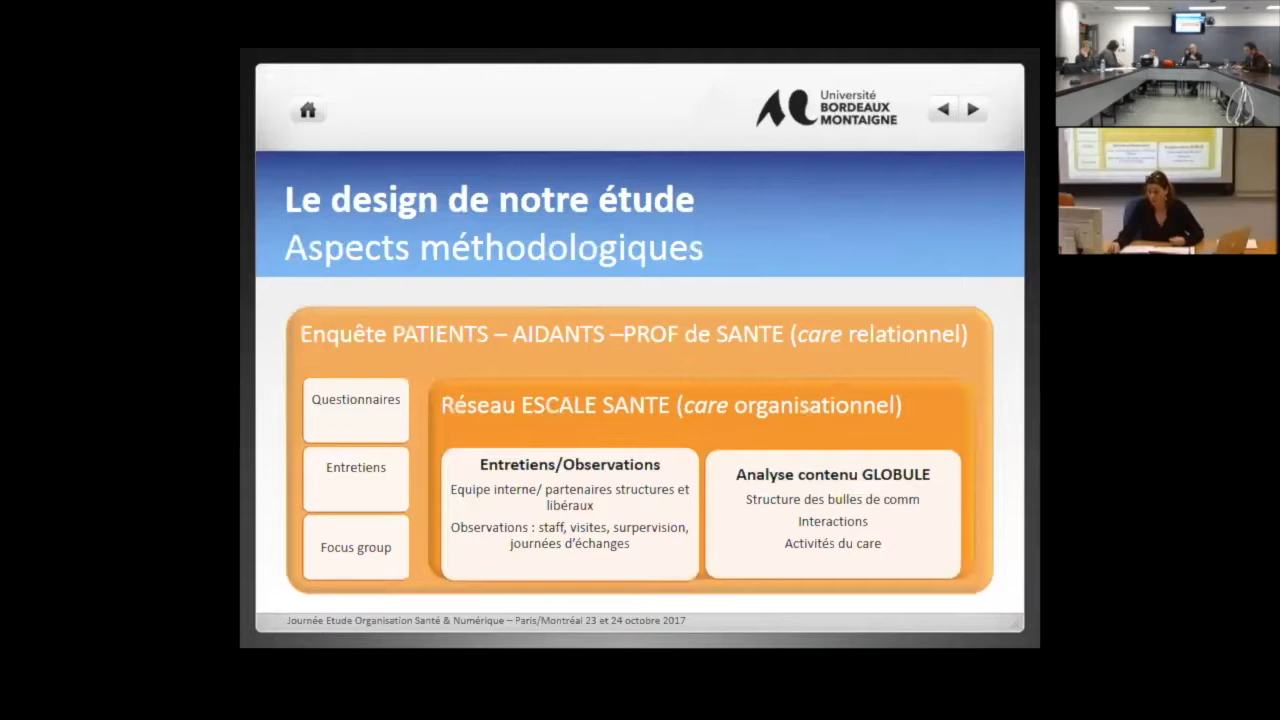 Université
BORDEAUX
MONTAIGNE
Le design de notre étude
Aspects méthodologiques
Enquête PATIENTS – AIDANTS –PROF de SANTE (care relationnel)
Questionnaires
Entretiens
Focus group
Réseau ESCALE SANTE (care organisationnel)
Entretiens/Observations
Equipe interne/ partenaires structures et
libéraux
Observations : staff, visites, surpervision,
journées d'échanges
Analyse contenu GLOBULE
Structure des bulles de comm
Interactions
Activités du care
Journée Etude Organisation Santé & Numérique – Paris/Montréal 23 et 24 octobre 2017